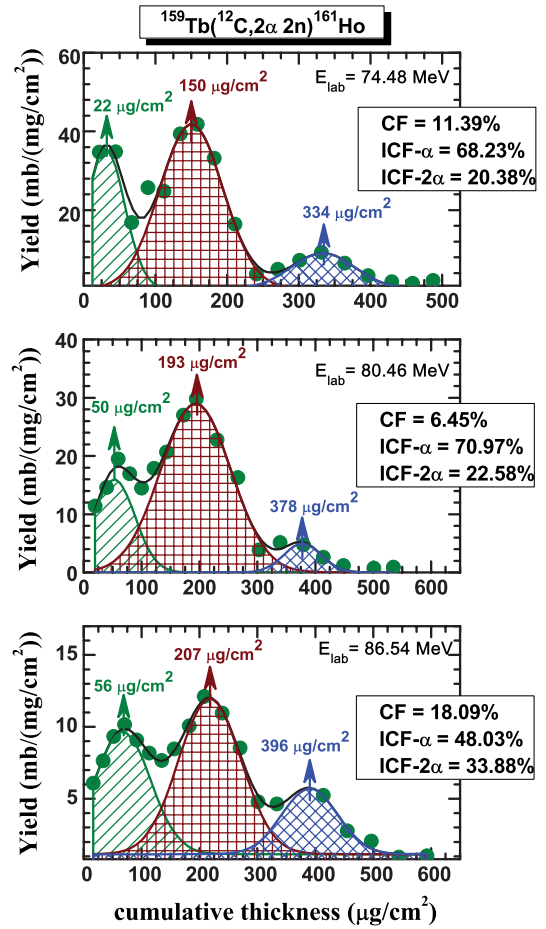 ¹⁵⁹Tb(¹²C,2α 2n)¹⁶¹Ho
60
40
20
Yield (mb/(mg/cm²))
22 μg/cm²
150 μg/cm²
334 μg/cm²
E_lab= 74.48 MeV
CF = 11.39%
ICF-α = 68.23%
ICF-2α = 20.38%
0 100 200 300 400 500
40
30
20
10
0
Yield (mb/(mg/cm²))
50 μg/cm²
193 μg/cm²
378 μg/cm²
E_lab= 80.46 MeV
CF = 6.45%
ICF-α = 70.97%
ICF-2α = 22.58%
0 100 200 300 400 500 600
15
10
5
Yield (mb/(mg/cm²))
56 μg/cm²
207 μg/cm²
396 μg/cm²
E_lab= 86.54 MeV
CF = 18.09%
ICF-α = 48.03%
ICF-2α = 33.88%
0 100 200 300 400 500 600
cumulative thickness (μg/cm²)